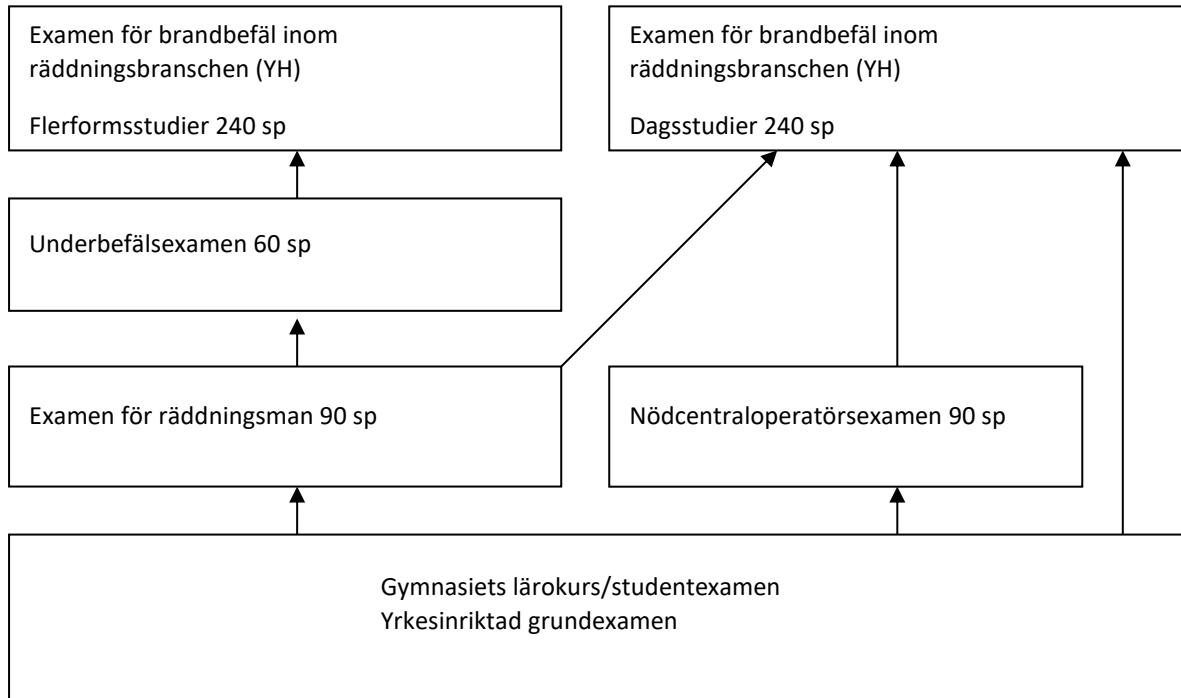 Examen för brandbefäl inom
räddningsbranschen (YH)
Flerformsstudier 240 sp
Examen för brandbefäl inom
räddningsbranschen (YH)
Dagsstudier 240 sp
Underbefälsexamen 60 sp
Examen för räddningsman 90 sp
Nödcentraloperatörsexamen 90 sp
Gymnasiets lärokurs/studentexamen
Yrkesinriktad grundexamen